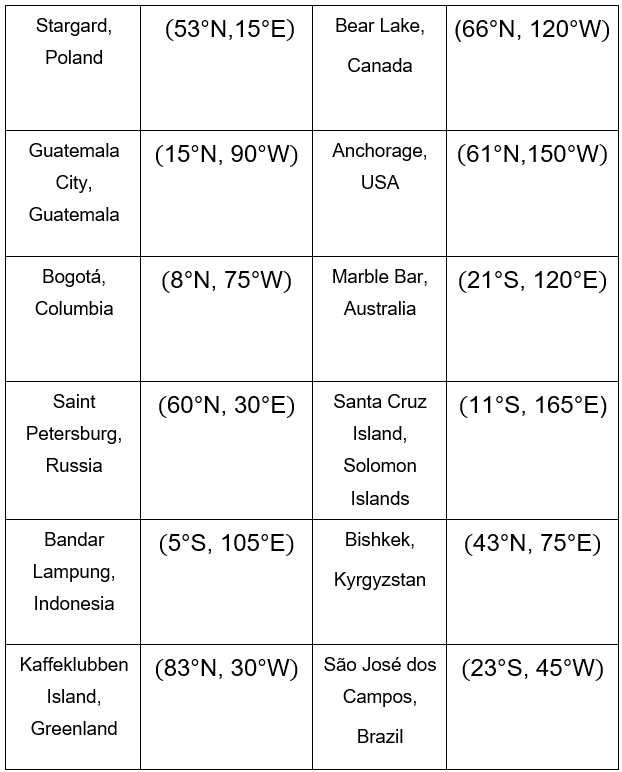 Stargard,
Poland
(53°N,15°E)
Bear Lake,
Canada
(66°N, 120°W)
Guatemala
City,
Guatemala
(15°N, 90°W)
Anchorage,
USA
(61°N,150°W)
Bogotá,
Columbia
(8°N, 75°W)
Marble Bar,
Australia
(21°S, 120°E)
Saint
Petersburg,
Russia
(60°N, 30°E)
Santa Cruz
Island,
Solomon
Islands
(11°S, 165°E)
Bandar
Lampung,
Indonesia
(5°S, 105°E)
Bishkek,
Kyrgyzstan
(43°N, 75°E)
Kaffeklubben
Island,
Greenland
(83°N, 30°W)
São José dos
Campos,
Brazil
(23°S, 45°W)